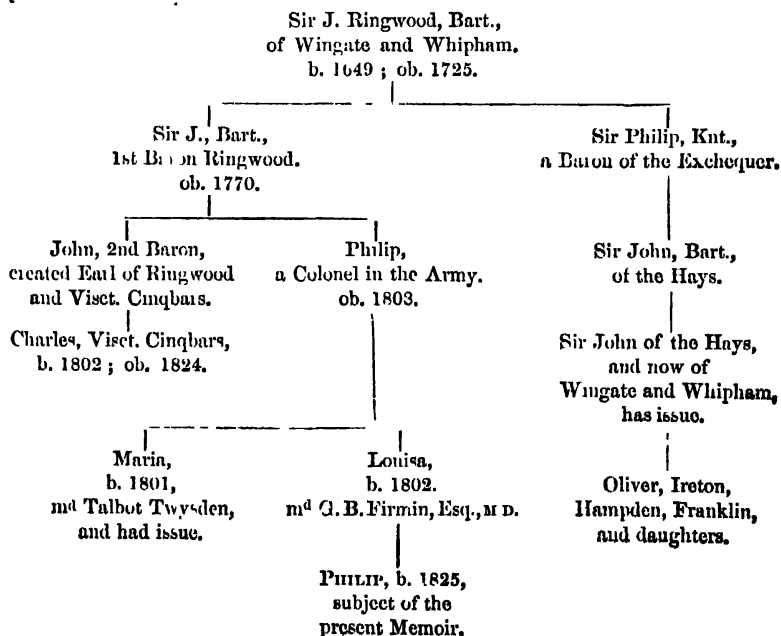 Sir J. Ringwood, Bart.,
of Wingate and Whipham.
b. 1649 ; ob. 1725.
Sir J., Bart.,
1st Baron Ringwood.
ob. 1770.
Sir Philip, Knt.,
a Baron of the Exchequer.
John, 2nd Baron,
created Earl of Ringwood
and Visct. Cinqbars.
Philip,
a Colonel in the Army.
ob. 1803.
Sir John, Bart.,
of the Hays.
Charles, Visct. Cinqbars,
b. 1802 ; ob. 1824.
Sir John of the Hays,
and now of
Wingate and Whipham,
has issue.
Maria,
b. 1801,
md Talbot Twysden,
and had issue.
Louisa,
b. 1802.
md G. B. Firmin, Esq., M D.
Oliver, Ireton,
Hampden, Franklin,
and daughters.
PHILIP, b. 1825,
subject of the
present Memoir.